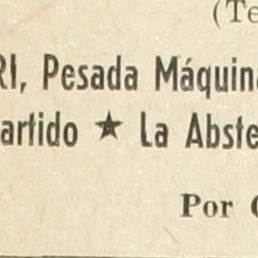 (Te
RI, Pesada Máquina
artido ★ La Abste
Por